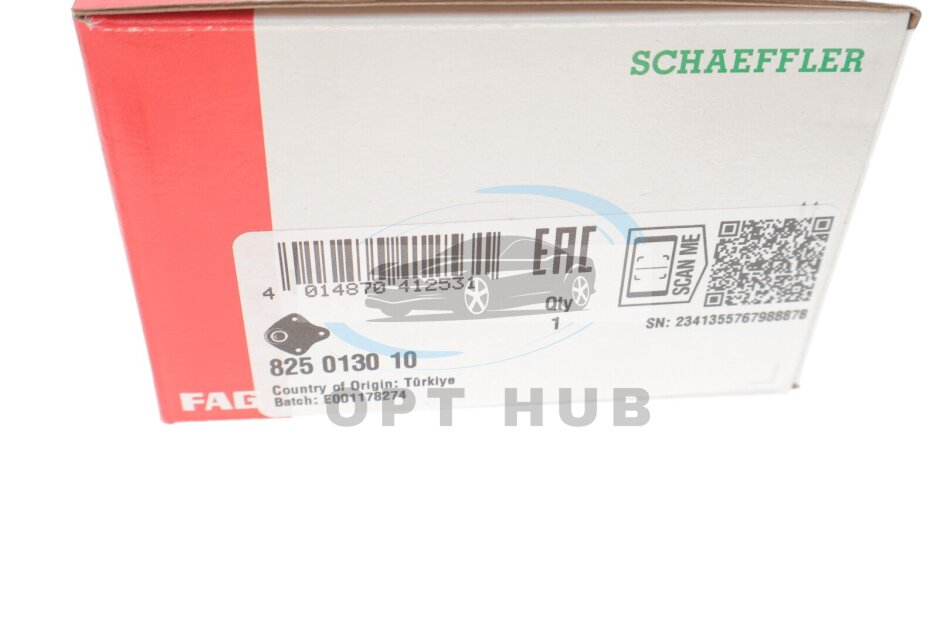 SCHAEFFLER
EAC
SCAN ME
4 014870 412531
Qty
1
SN: 2341355767988878
825 0130 10
Country of Origin: Türkiye
Batch: E001178274
FAG
OPT HUB